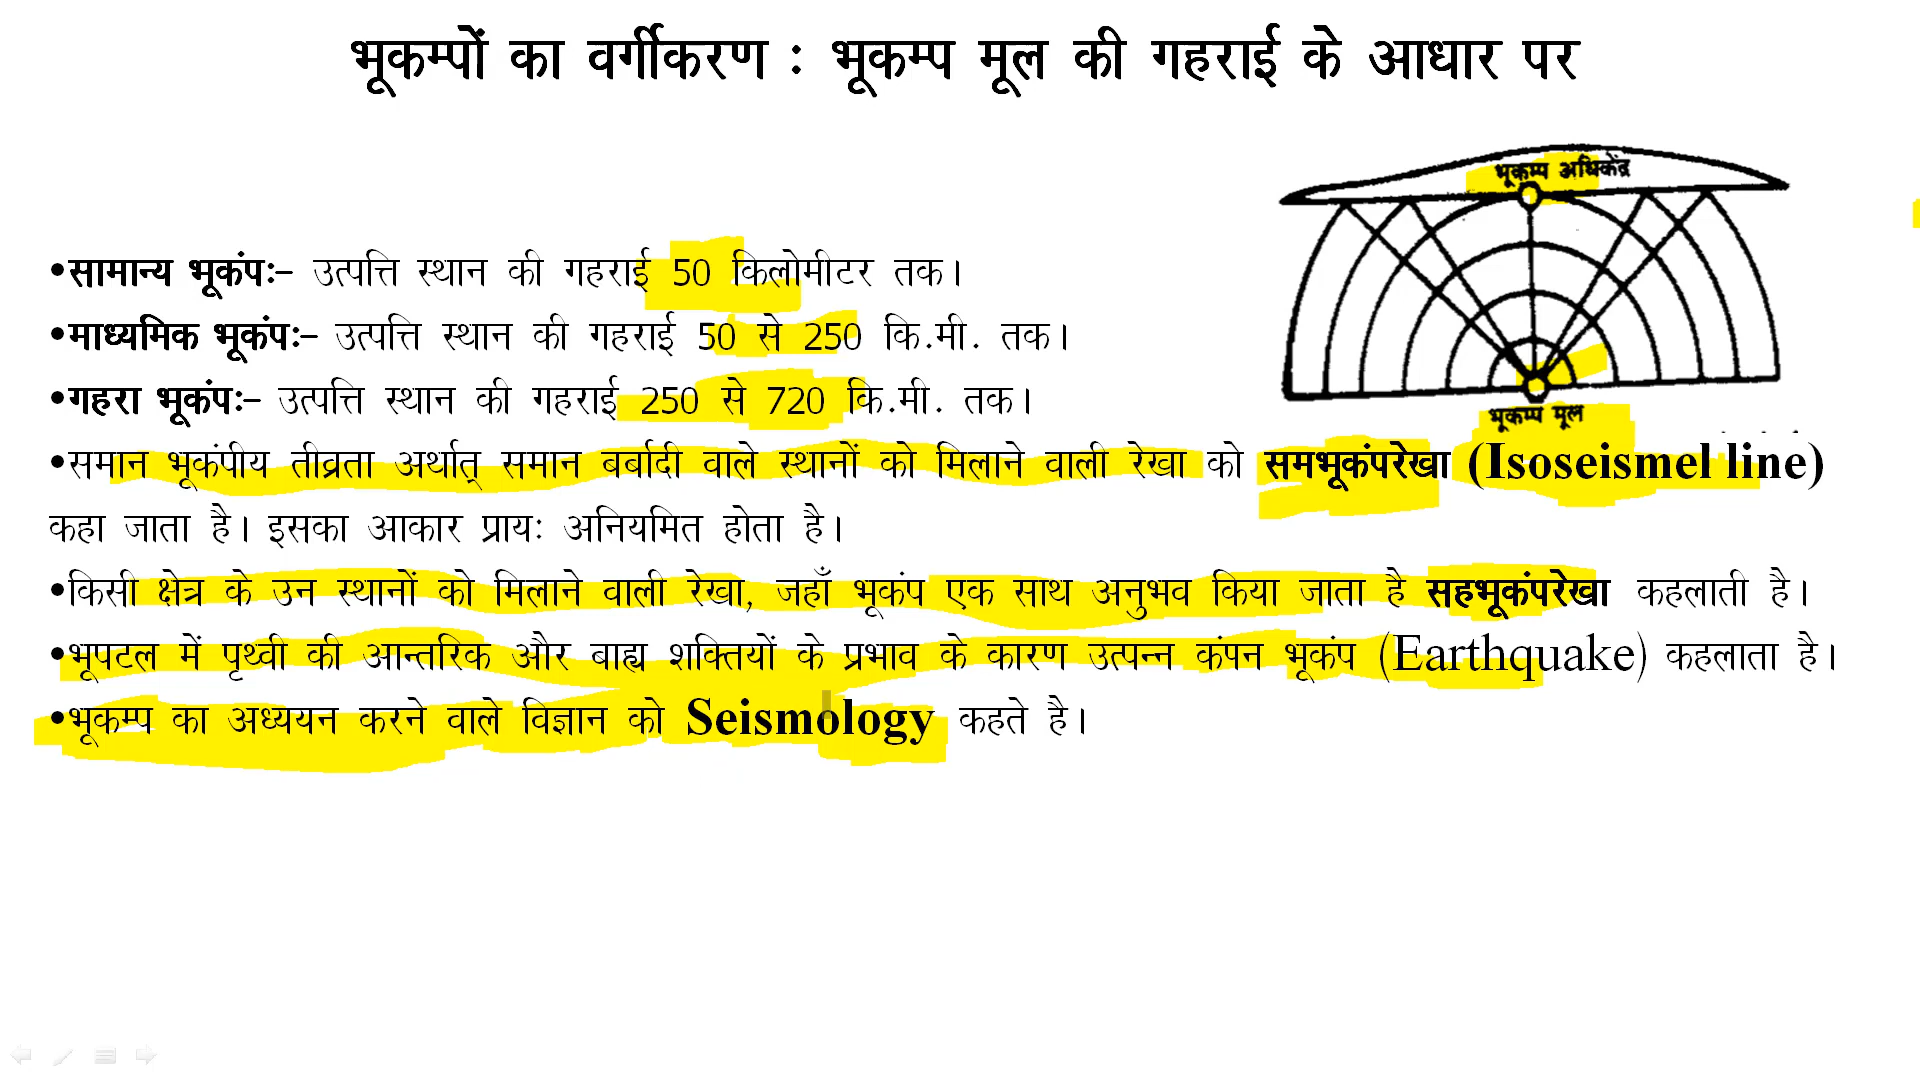 भूकम्पों का वर्गीकरण : भूकम्प मूल की गहराई के आधार पर
भूकम्प अधिकेंद्र
•सामान्य भूकंपः– उत्पत्ति स्थान की गहराई 50 किलोमीटर तक।
•माध्यमिक भूकंपः– उत्पत्ति स्थान की गहराई 50 से 250 कि.मी. तक।
•गहरा भूकंपः– उत्पत्ति स्थान की गहराई 250 से 720 कि.मी. तक।
भूकम्प मूल
•समान भूकंपीय तीव्रता अर्थात् समान बर्बादी वाले स्थानों को मिलाने वाली रेखा को समभूकंपरेखा (Isoseismel line)
कहा जाता है। इसका आकार प्रायः अनियमित होता है।
•किसी क्षेत्र के उन स्थानों को मिलाने वाली रेखा, जहाँ भूकंप एक साथ अनुभव किया जाता है सहभूकंपरेखा कहलाती है।
•भूपटल में पृथ्वी की आन्तरिक और बाह्य शक्तियों के प्रभाव के कारण उत्पन्न कंपन भूकंप (Earthquake) कहलाता है।
•भूकम्प का अध्ययन करने वाले विज्ञान को Seismology कहते है।